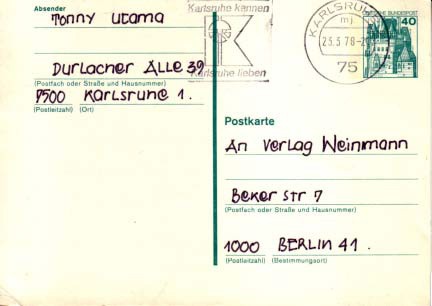 Absender
Tonny Utama
Durlacher Alle 39
(Postfach oder Straße und Hausnummer)
7500 Karlsruhe 1.
(Postleitzahl) (Ort)
Karlsruhe kennen
Karlsruhe lieben
KARLSRUHE
mj
25.5.78-2
75
DEUTSCHE BUNDESPOST
40
Postkarte
An Verlag Weinmann
Beker str 7
(Postfach oder Straße und Hausnummer)
1000 BERLIN 41.
(Postleitzahl) (Bestimmungsort)